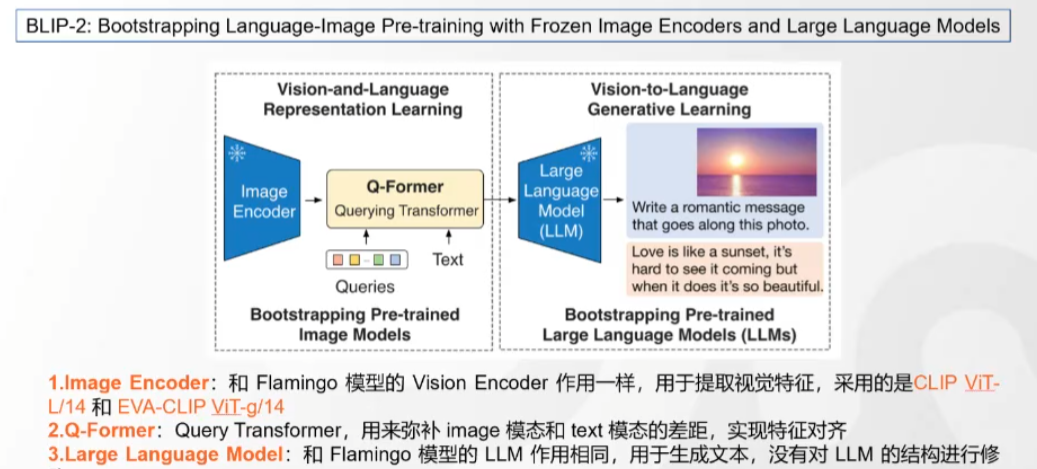 BLIP-2: Bootstrapping Language-Image Pre-training with Frozen Image Encoders and Large Language Models
Vision-and-Language
Representation Learning
Image
Encoder
Q-Former
Querying Transformer
Queries
Text
Bootstrapping Pre-trained
Image Models
Vision-to-Language
Generative Learning
Large
Language
Model
(LLM)
Write a romantic message
that goes along this photo.
Love is like a sunset, it's
hard to see it coming but
when it does it's so beautiful.
Bootstrapping Pre-trained
Large Language Models (LLMs)
1.Image Encoder：和 Flamingo 模型的 Vision Encoder 作用一样，用于提取视觉特征，采用的是CLIP ViT-
L/14 和 EVA-CLIP ViT-g/14
2.Q-Former：Query Transformer，用来弥补 image 模态和 text 模态的差距，实现特征对齐
3.Large Language Model：和 Flamingo 模型的 LLM 作用相同，用于生成文本，没有对 LLM 的结构进行修